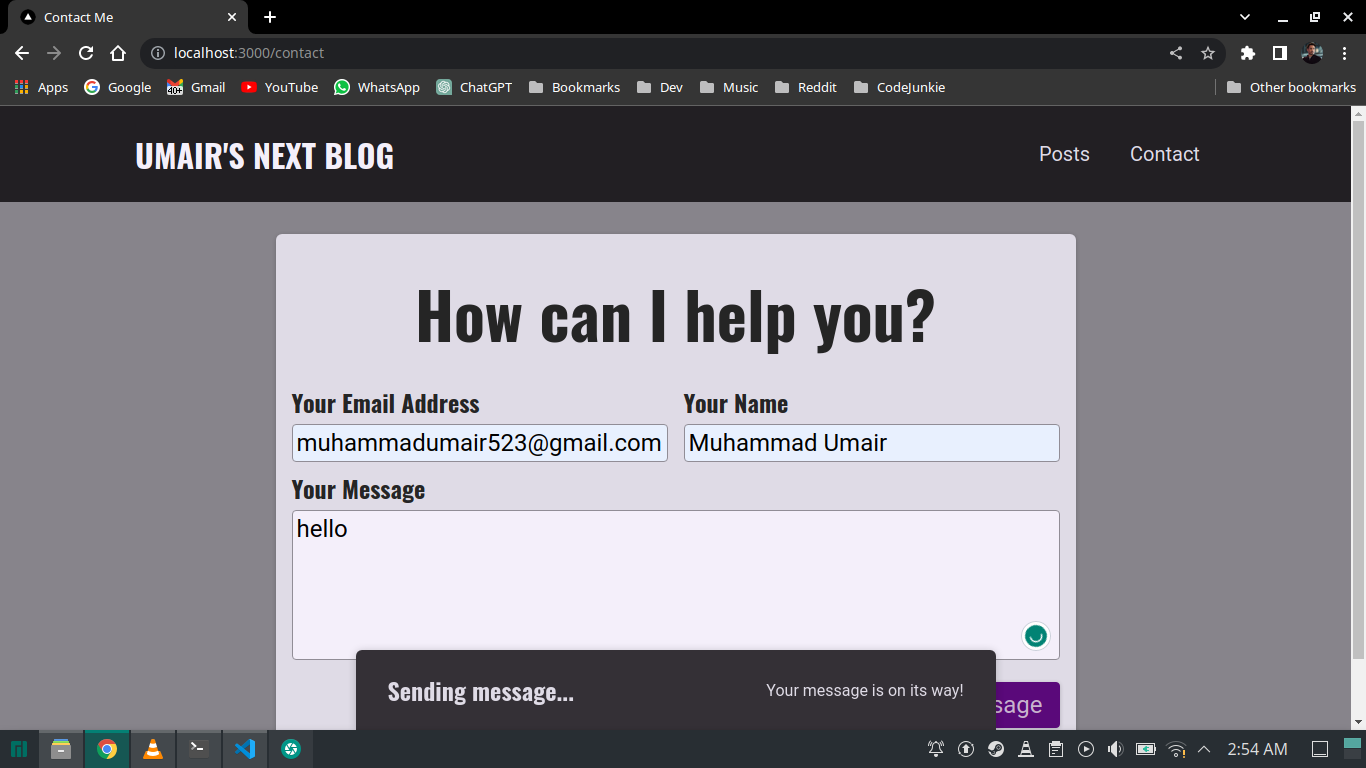 Contact Me
localhost:3000/contact
Apps Google 40+ Gmail YouTube WhatsApp ChatGPT Bookmarks Dev Music Reddit CodeJunkie Other bookmarks
UMAIR'S NEXT BLOG Posts Contact
How can I help you?
Your Email Address Your Name
muhammadumair523@gmail.com Muhammad Umair
Your Message
hello
Sending message... Your message is on its way!
sage
2:54 AM